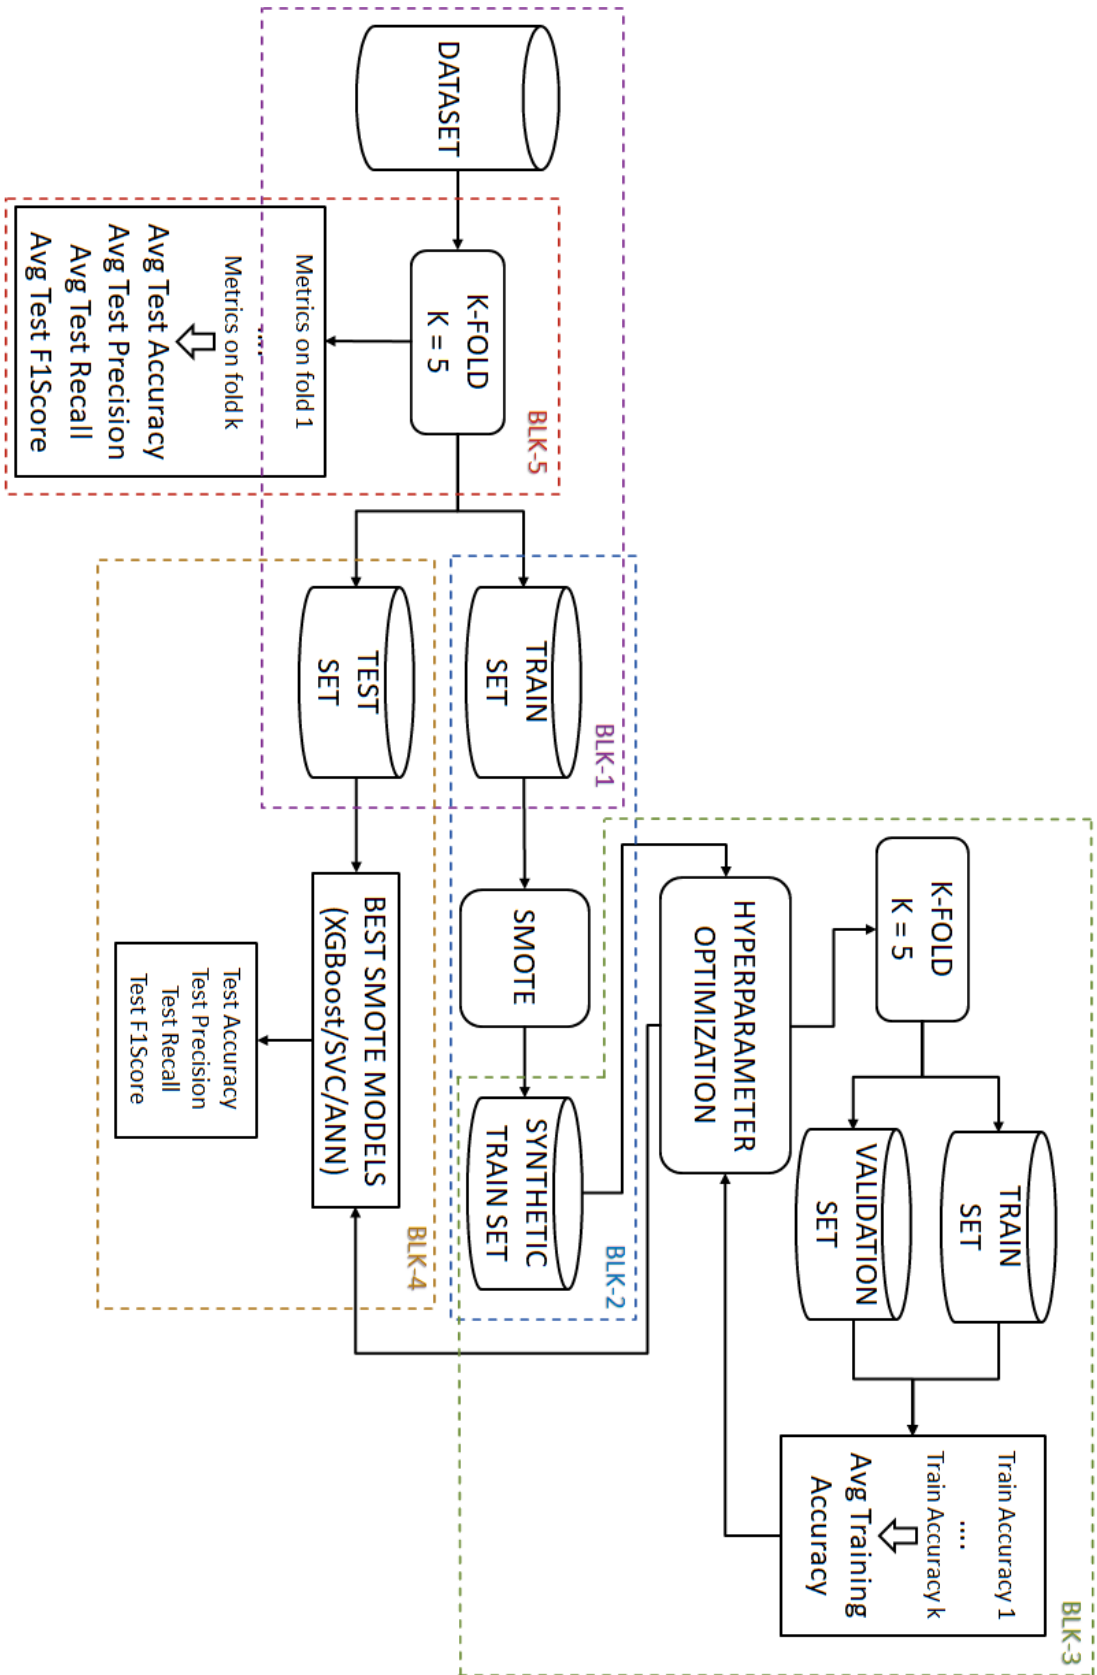 DATASET
K-FOLD
K = 5
BLK-5
Metrics on fold 1
....
Metrics on fold k
Avg Test Accuracy
Avg Test Precision
Avg Test Recall
Avg Test F1Score
TRAIN
SET
TEST
SET
BLK-1
SMOTE
SYNTHETIC
TRAIN SET
BLK-2
HYPERPARAMETER
OPTIMIZATION
K-FOLD
K = 5
TRAIN
SET
VALIDATION
SET
Train Accuracy 1
....
Train Accuracy k
Avg Training
Accuracy
BLK-3
BEST SMOTE MODELS
(XGBoost/SVC/ANN)
BLK-4
Test Accuracy
Test Precision
Test Recall
Test F1Score